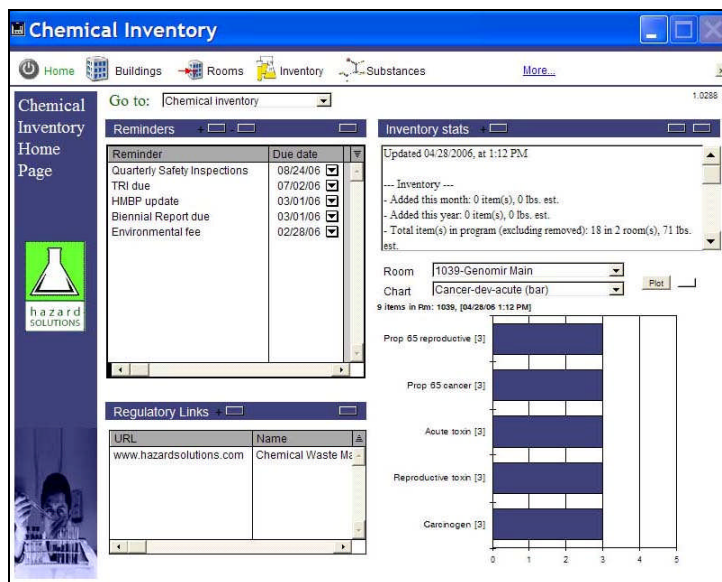 Chemical Inventory
Home Buildings Rooms Inventory Substances More...
Chemical
Inventory
Home
Page
Go to: Chemical inventory
1.0288
Reminders + -
Reminder Due date
Quarterly Safety Inspections 08/24/06
TRI due 07/02/06
HMBP update 03/01/06
Biennial Report due 03/01/06
Environmental fee 02/28/06
hazard
SOLUTIONS
Regulatory Links +
URL Name
www.hazardsolutions.com Chemical Waste Ma
Inventory stats +
Updated 04/28/2006, at 1:12 PM
--- Inventory ---
- Added this month: 0 item(s), 0 lbs. est.
- Added this year: 0 item(s), 0 lbs. est.
- Total item(s) in program (excluding removed): 18 in 2 room(s), 71 lbs.
est.
Room 1039-Genomir Main
Chart Cancer-dev-acute (bar)
Plot
9 items in Rm: 1039, [04/28/06 1:12 PM]
Prop 65 reproductive [3]
Prop 65 cancer [3]
Acute toxin [3]
Reproductive toxin [3]
Carcinogen [3]
0 1 2 3 4 5